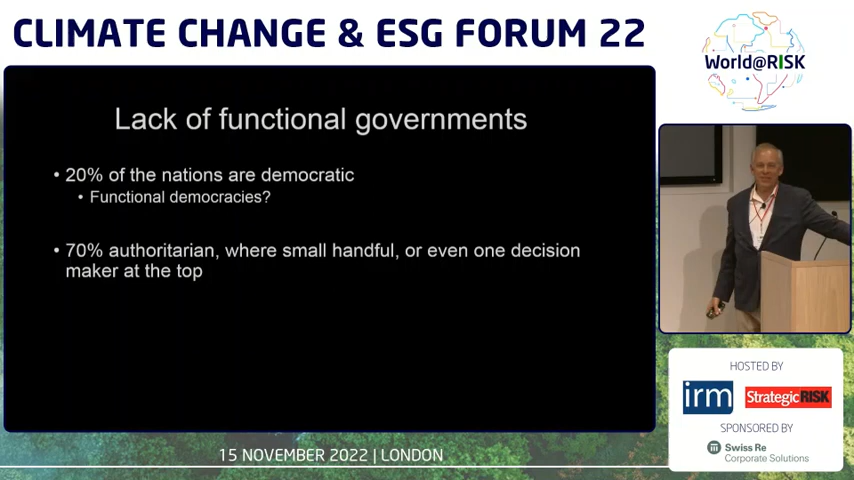 CLIMATE CHANGE & ESG FORUM 22
World@RISK
Lack of functional governments
• 20% of the nations are democratic
• Functional democracies?
• 70% authoritarian, where small handful, or even one decision
maker at the top
HOSTED BY
irm
StrategicRISK
SPONSORED BY
Swiss Re
Corporate Solutions
15 NOVEMBER 2022 | LONDON